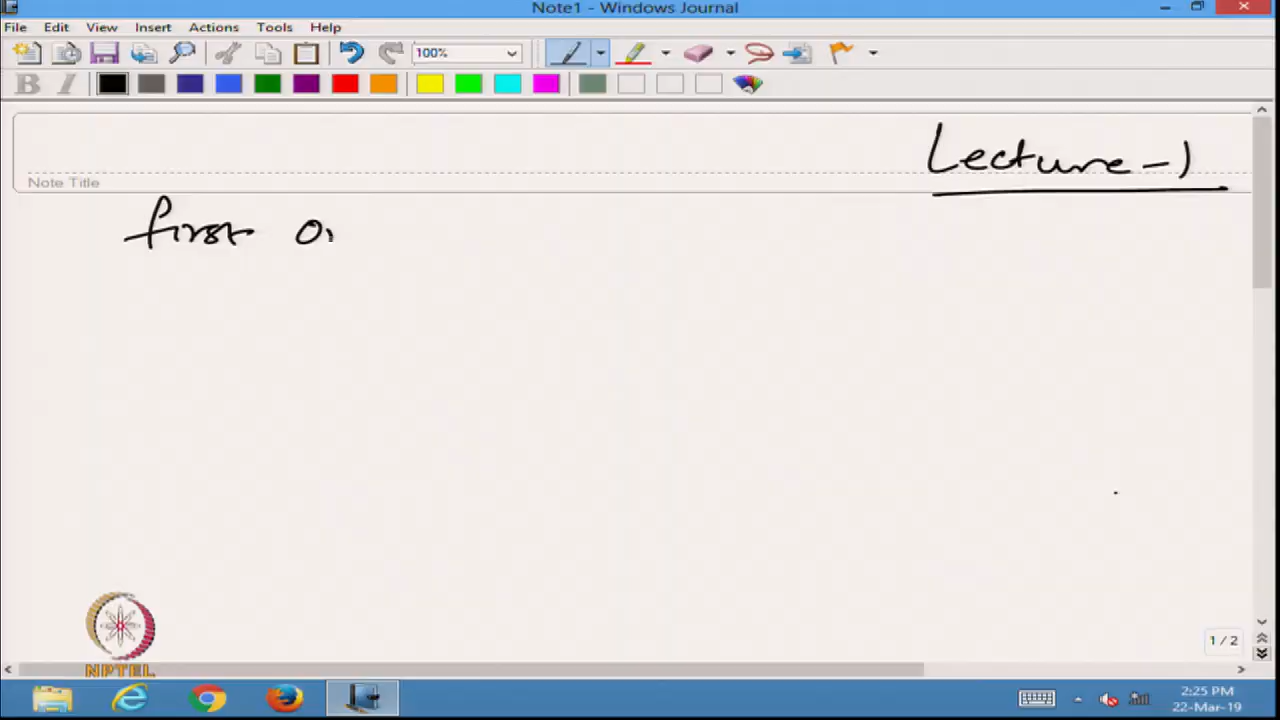 Note1 - Windows Journal
File Edit View Insert Actions Tools Help
100%
B I
Lecture - 1
Note Title
first
1 / 2
NPTEL
2:25 PM
22-Mar-19